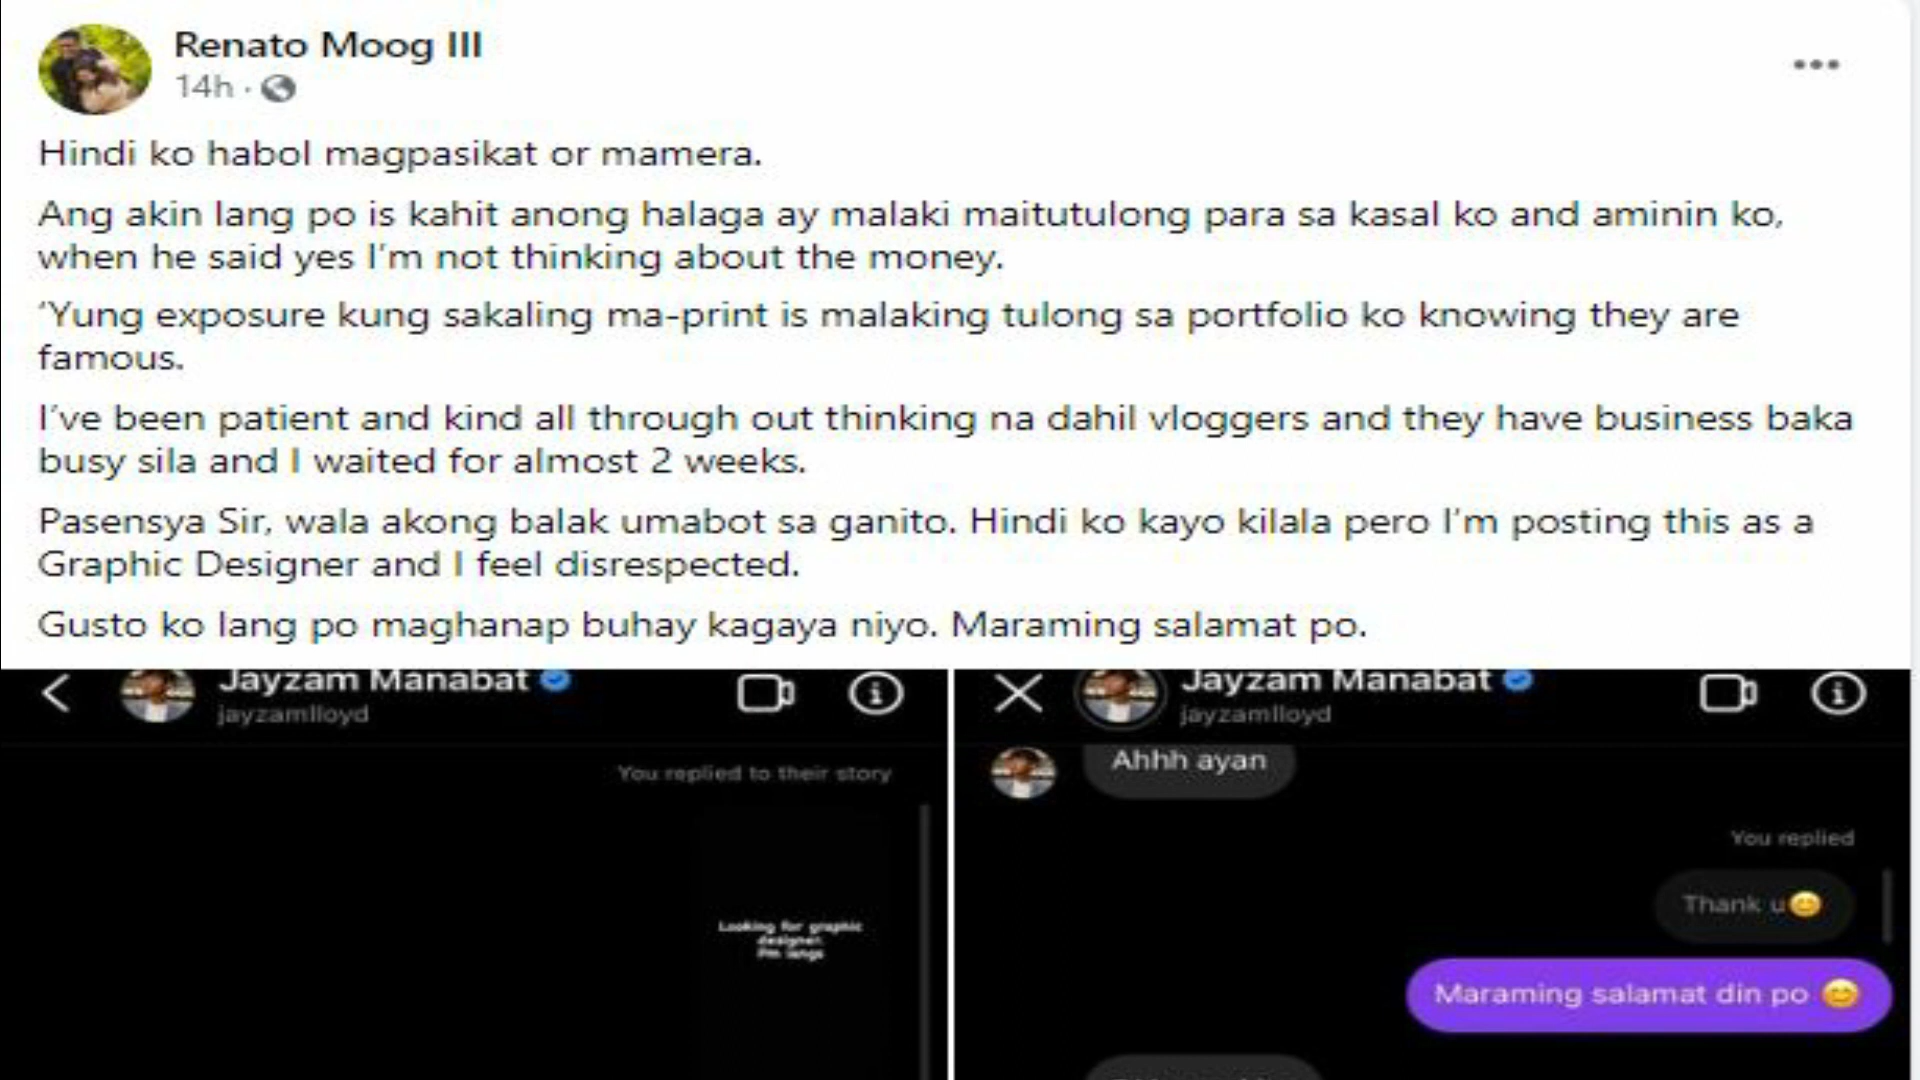 Renato Moog III
14h ·
Hindi ko habol magpasikat or mamera.
Ang akin lang po is kahit anong halaga ay malaki maitutulong para sa kasal ko and aminin ko,
when he said yes I'm not thinking about the money.
'Yung exposure kung sakaling ma-print is malaking tulong sa portfolio ko knowing they are
famous.
I've been patient and kind all through out thinking na dahil vloggers and they have business baka
busy sila and I waited for almost 2 weeks.
Pasensya Sir, wala akong balak umabot sa ganito. Hindi ko kayo kilala pero I'm posting this as a
Graphic Designer and I feel disrespected.
Gusto ko lang po maghanap buhay kagaya niyo. Maraming salamat po.
Jayzam Manabat
jayzamlloyd
You replied to their story
Looking for graphic
designer.
Pm langs
Jayzam Manabat
jayzamlloyd
Ahhh ayan
You replied
Thank u😊
Maraming salamat din po 😊